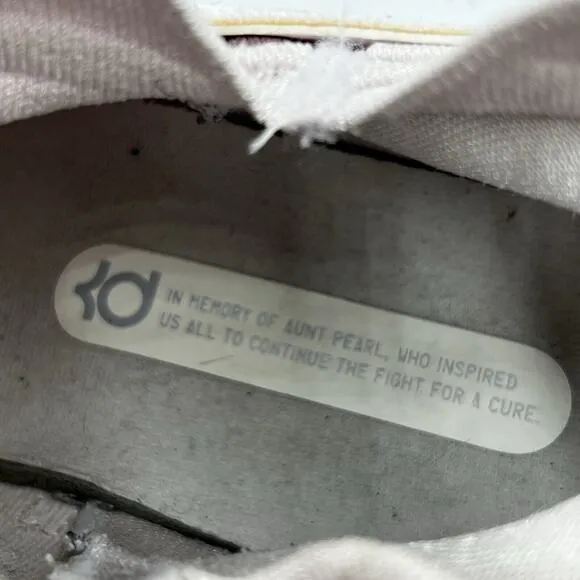 KD
IN MEMORY OF AUNT PEARL, WHO INSPIRED
US ALL TO CONTINUE THE FIGHT FOR A CURE.